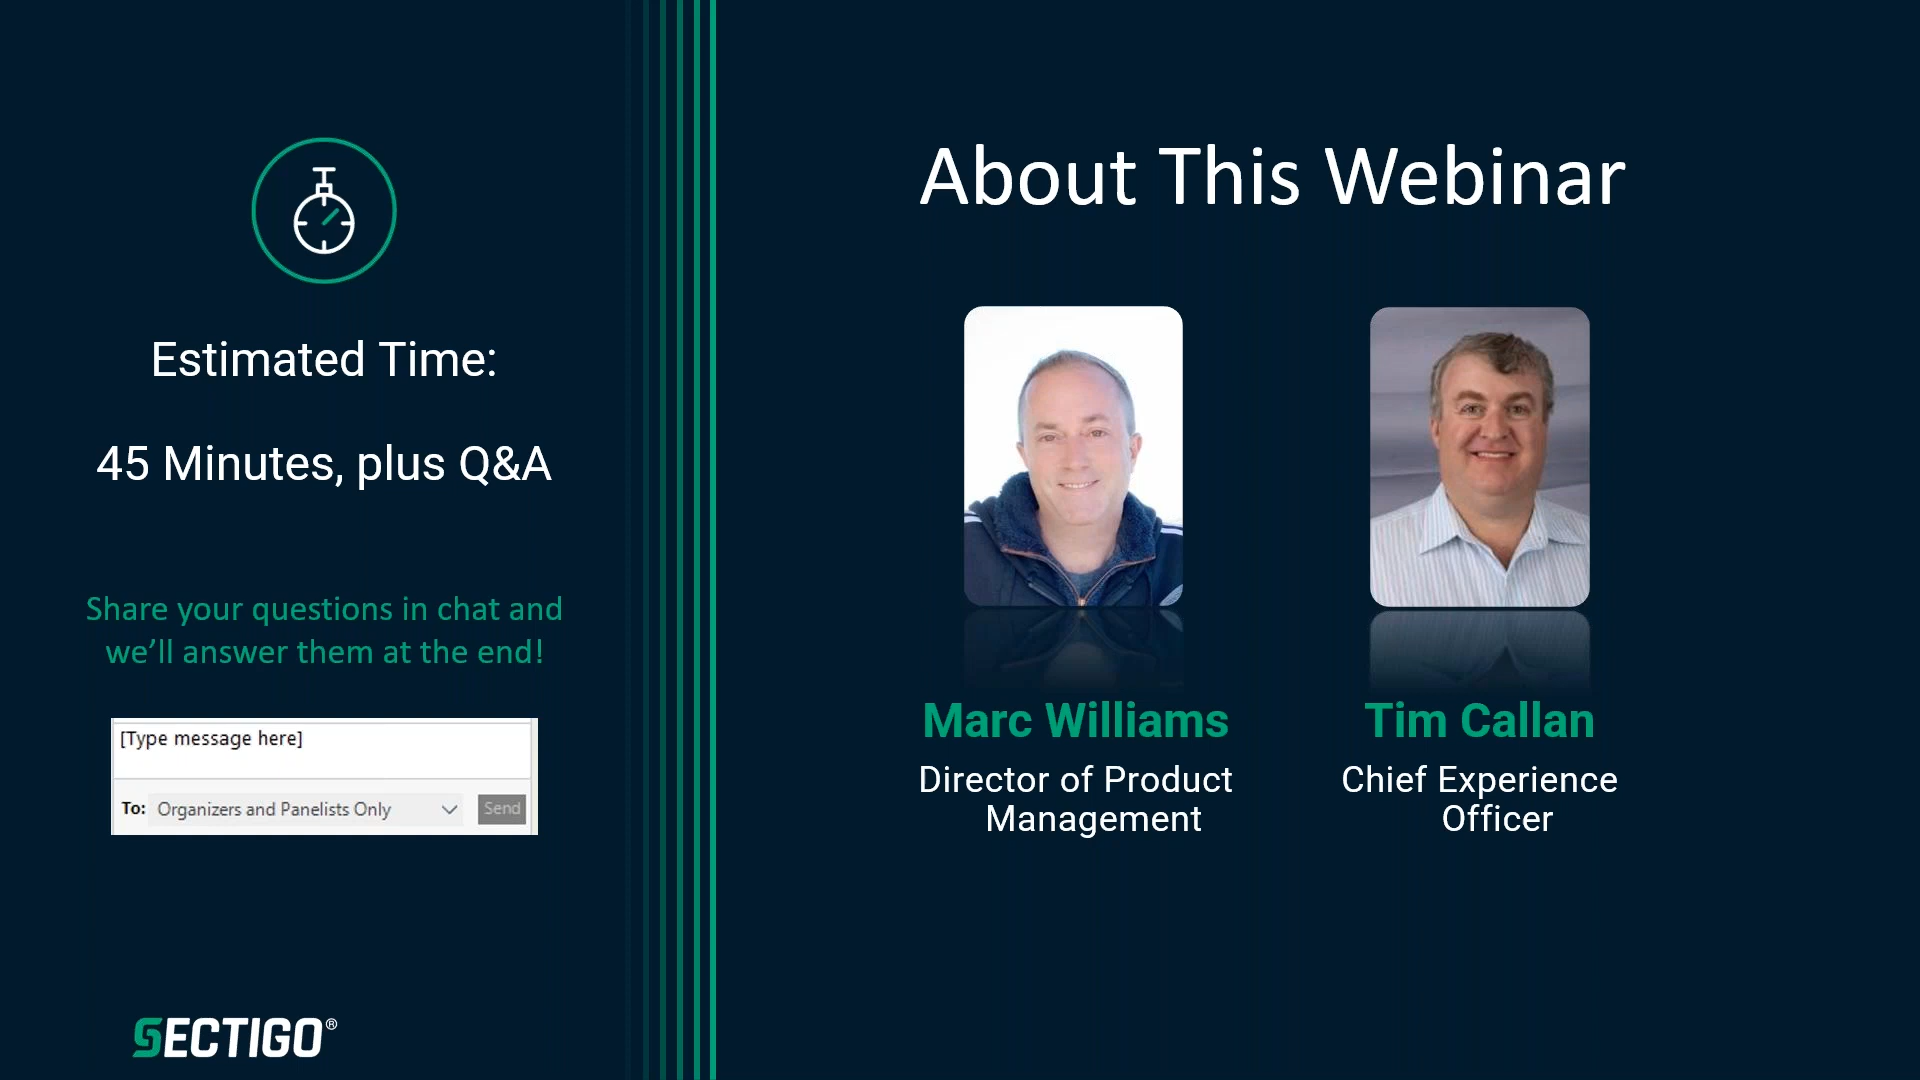 Estimated Time:
45 Minutes, plus Q&A
Share your questions in chat and
we’ll answer them at the end!
[Type message here]
To: Organizers and Panelists Only Send
SECTIGO®
About This Webinar
Marc Williams
Director of Product
Management
Tim Callan
Chief Experience
Officer